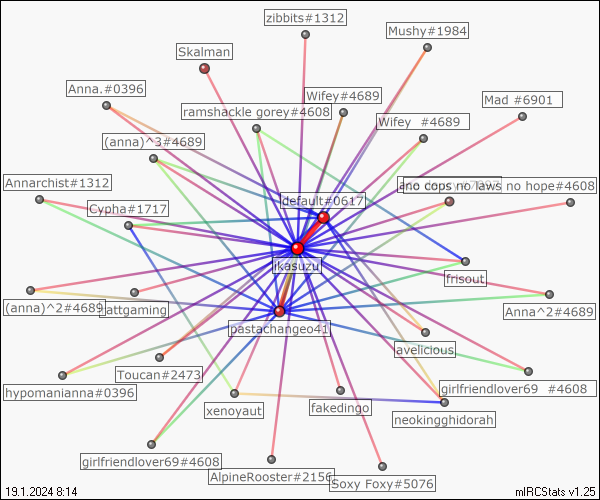 zibbits#1312
Mushy#1984
Skalman
Anna.#0396
Wifey#4689
Mad #6901
ramshackle gorey#4608
Wifey #4689
(anna)^3#4689
Annarchist#1312
no cops no laws no hope#4608
default#0617
Cypha#1717
ikasuzu
frisout
(anna)^2#4689
rattgaming
Anna^2#4689
pastachangeo41
avelicious
Toucan#2473
hypomanianna#0396
girlfriendlover69 #4608
xenoyaut
fakedingo
neokingghidorah
girlfriendlover69#4608
AlpineRooster#2156
Soxy Foxy#5076
19.1.2024 8:14
mIRCStats v1.25